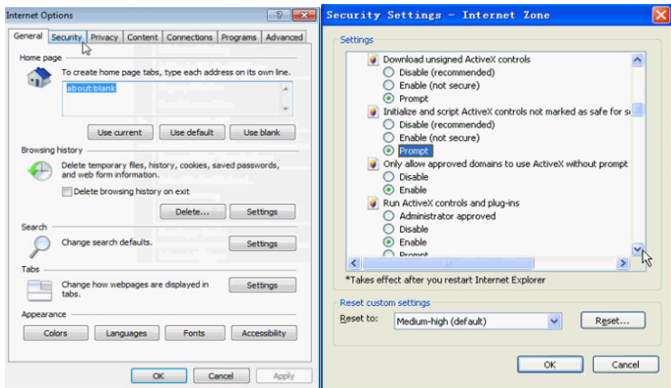 Internet Options
General Security Privacy Content Connections Programs Advanced
Home page
To create home page tabs, type each address on its own line.
about:blank
Use current Use default Use blank
Browsing history
Delete temporary files, history, cookies, saved passwords,
and web form information.
Delete browsing history on exit
Delete... Settings
Search
Change search defaults. Settings
Tabs
Change how webpages are displayed in
tabs. Settings
Appearance
Colors Languages Fonts Accessibility
OK Cancel Apply
Security Settings - Internet Zone
Settings
Download unsigned ActiveX controls
Disable (recommended)
Enable (not secure)
Prompt
Initialize and script ActiveX controls not marked as safe for s
Disable (recommended)
Enable (not secure)
Prompt
Only allow approved domains to use ActiveX without prompt
Disable
Enable
Run ActiveX controls and plug-ins
Administrator approved
Disable
Enable
Prompt
*Takes effect after you restart Internet Explorer
Reset custom settings
Reset to: Medium-high (default) Reset...
OK Cancel